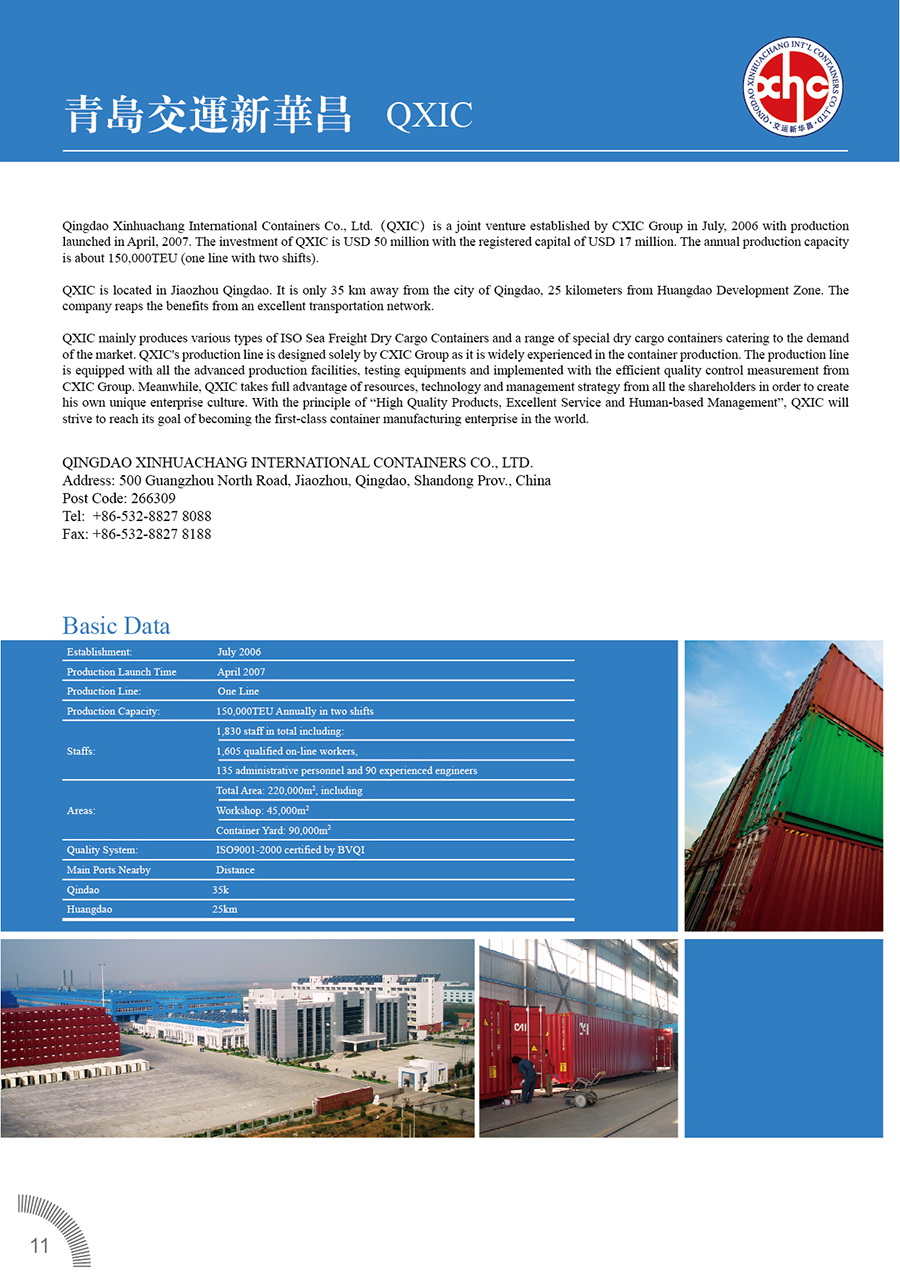 青島交運新華昌 QXIC
QINGDAO XINHUACHANG INT'L CONTAINERS CO.,LTD
xhc
交运新华昌
Qingdao Xinhuachang International Containers Co., Ltd.（QXIC）is a joint venture established by CXIC Group in July, 2006 with production
launched in April, 2007. The investment of QXIC is USD 50 million with the registered capital of USD 17 million. The annual production capacity
is about 150,000TEU (one line with two shifts).
QXIC is located in Jiaozhou Qingdao. It is only 35 km away from the city of Qingdao, 25 kilometers from Huangdao Development Zone. The
company reaps the benefits from an excellent transportation network.
QXIC mainly produces various types of ISO Sea Freight Dry Cargo Containers and a range of special dry cargo containers catering to the demand
of the market. QXIC's production line is designed solely by CXIC Group as it is widely experienced in the container production. The production line
is equipped with all the advanced production facilities, testing equipments and implemented with the efficient quality control measurement from
CXIC Group. Meanwhile, QXIC takes full advantage of resources, technology and management strategy from all the shareholders in order to create
his own unique enterprise culture. With the principle of “High Quality Products, Excellent Service and Human-based Management”, QXIC will
strive to reach its goal of becoming the first-class container manufacturing enterprise in the world.
QINGDAO XINHUACHANG INTERNATIONAL CONTAINERS CO., LTD.
Address: 500 Guangzhou North Road, Jiaozhou, Qingdao, Shandong Prov., China
Post Code: 266309
Tel: +86-532-8827 8088
Fax: +86-532-8827 8188
Basic Data
Establishment: July 2006
Production Launch Time April 2007
Production Line: One Line
Production Capacity: 150,000TEU Annually in two shifts
1,830 staff in total including:
Staffs: 1,605 qualified on-line workers,
135 administrative personnel and 90 experienced engineers
Total Area: 220,000m², including
Areas: Workshop: 45,000m²
Container Yard: 90,000m²
Quality System: ISO9001-2000 certified by BVQI
Main Ports Nearby Distance
Qindao 35k
Huangdao 25km
CAI
CAI
11